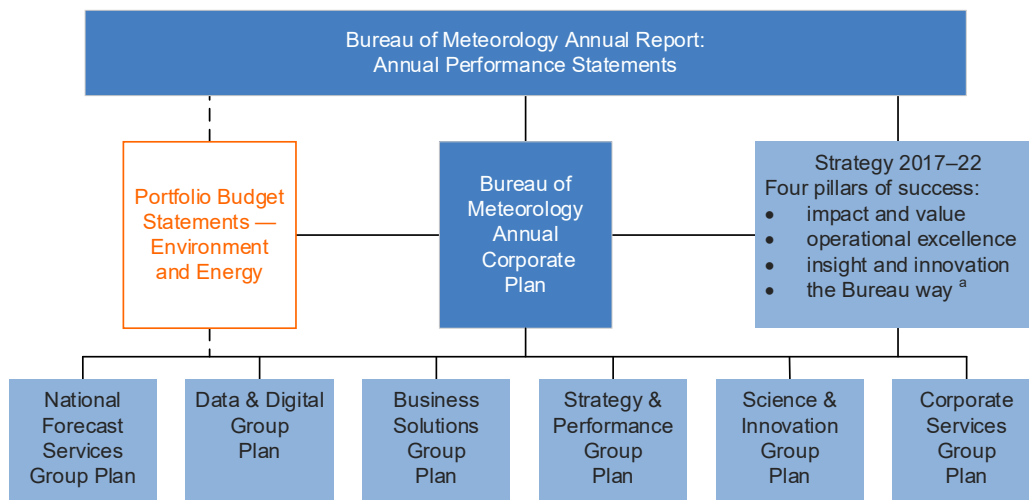 Bureau of Meteorology Annual Report:
Annual Performance Statements
Portfolio Budget
Statements —
Environment
and Energy
Bureau of
Meteorology
Annual
Corporate
Plan
Strategy 2017–22
Four pillars of success:
• impact and value
• operational excellence
• insight and innovation
• the Bureau way a
National
Forecast
Services
Group Plan
Data & Digital
Group
Plan
Business
Solutions
Group
Plan
Strategy &
Performance
Group
Plan
Science &
Innovation
Group
Plan
Corporate
Services
Group
Plan